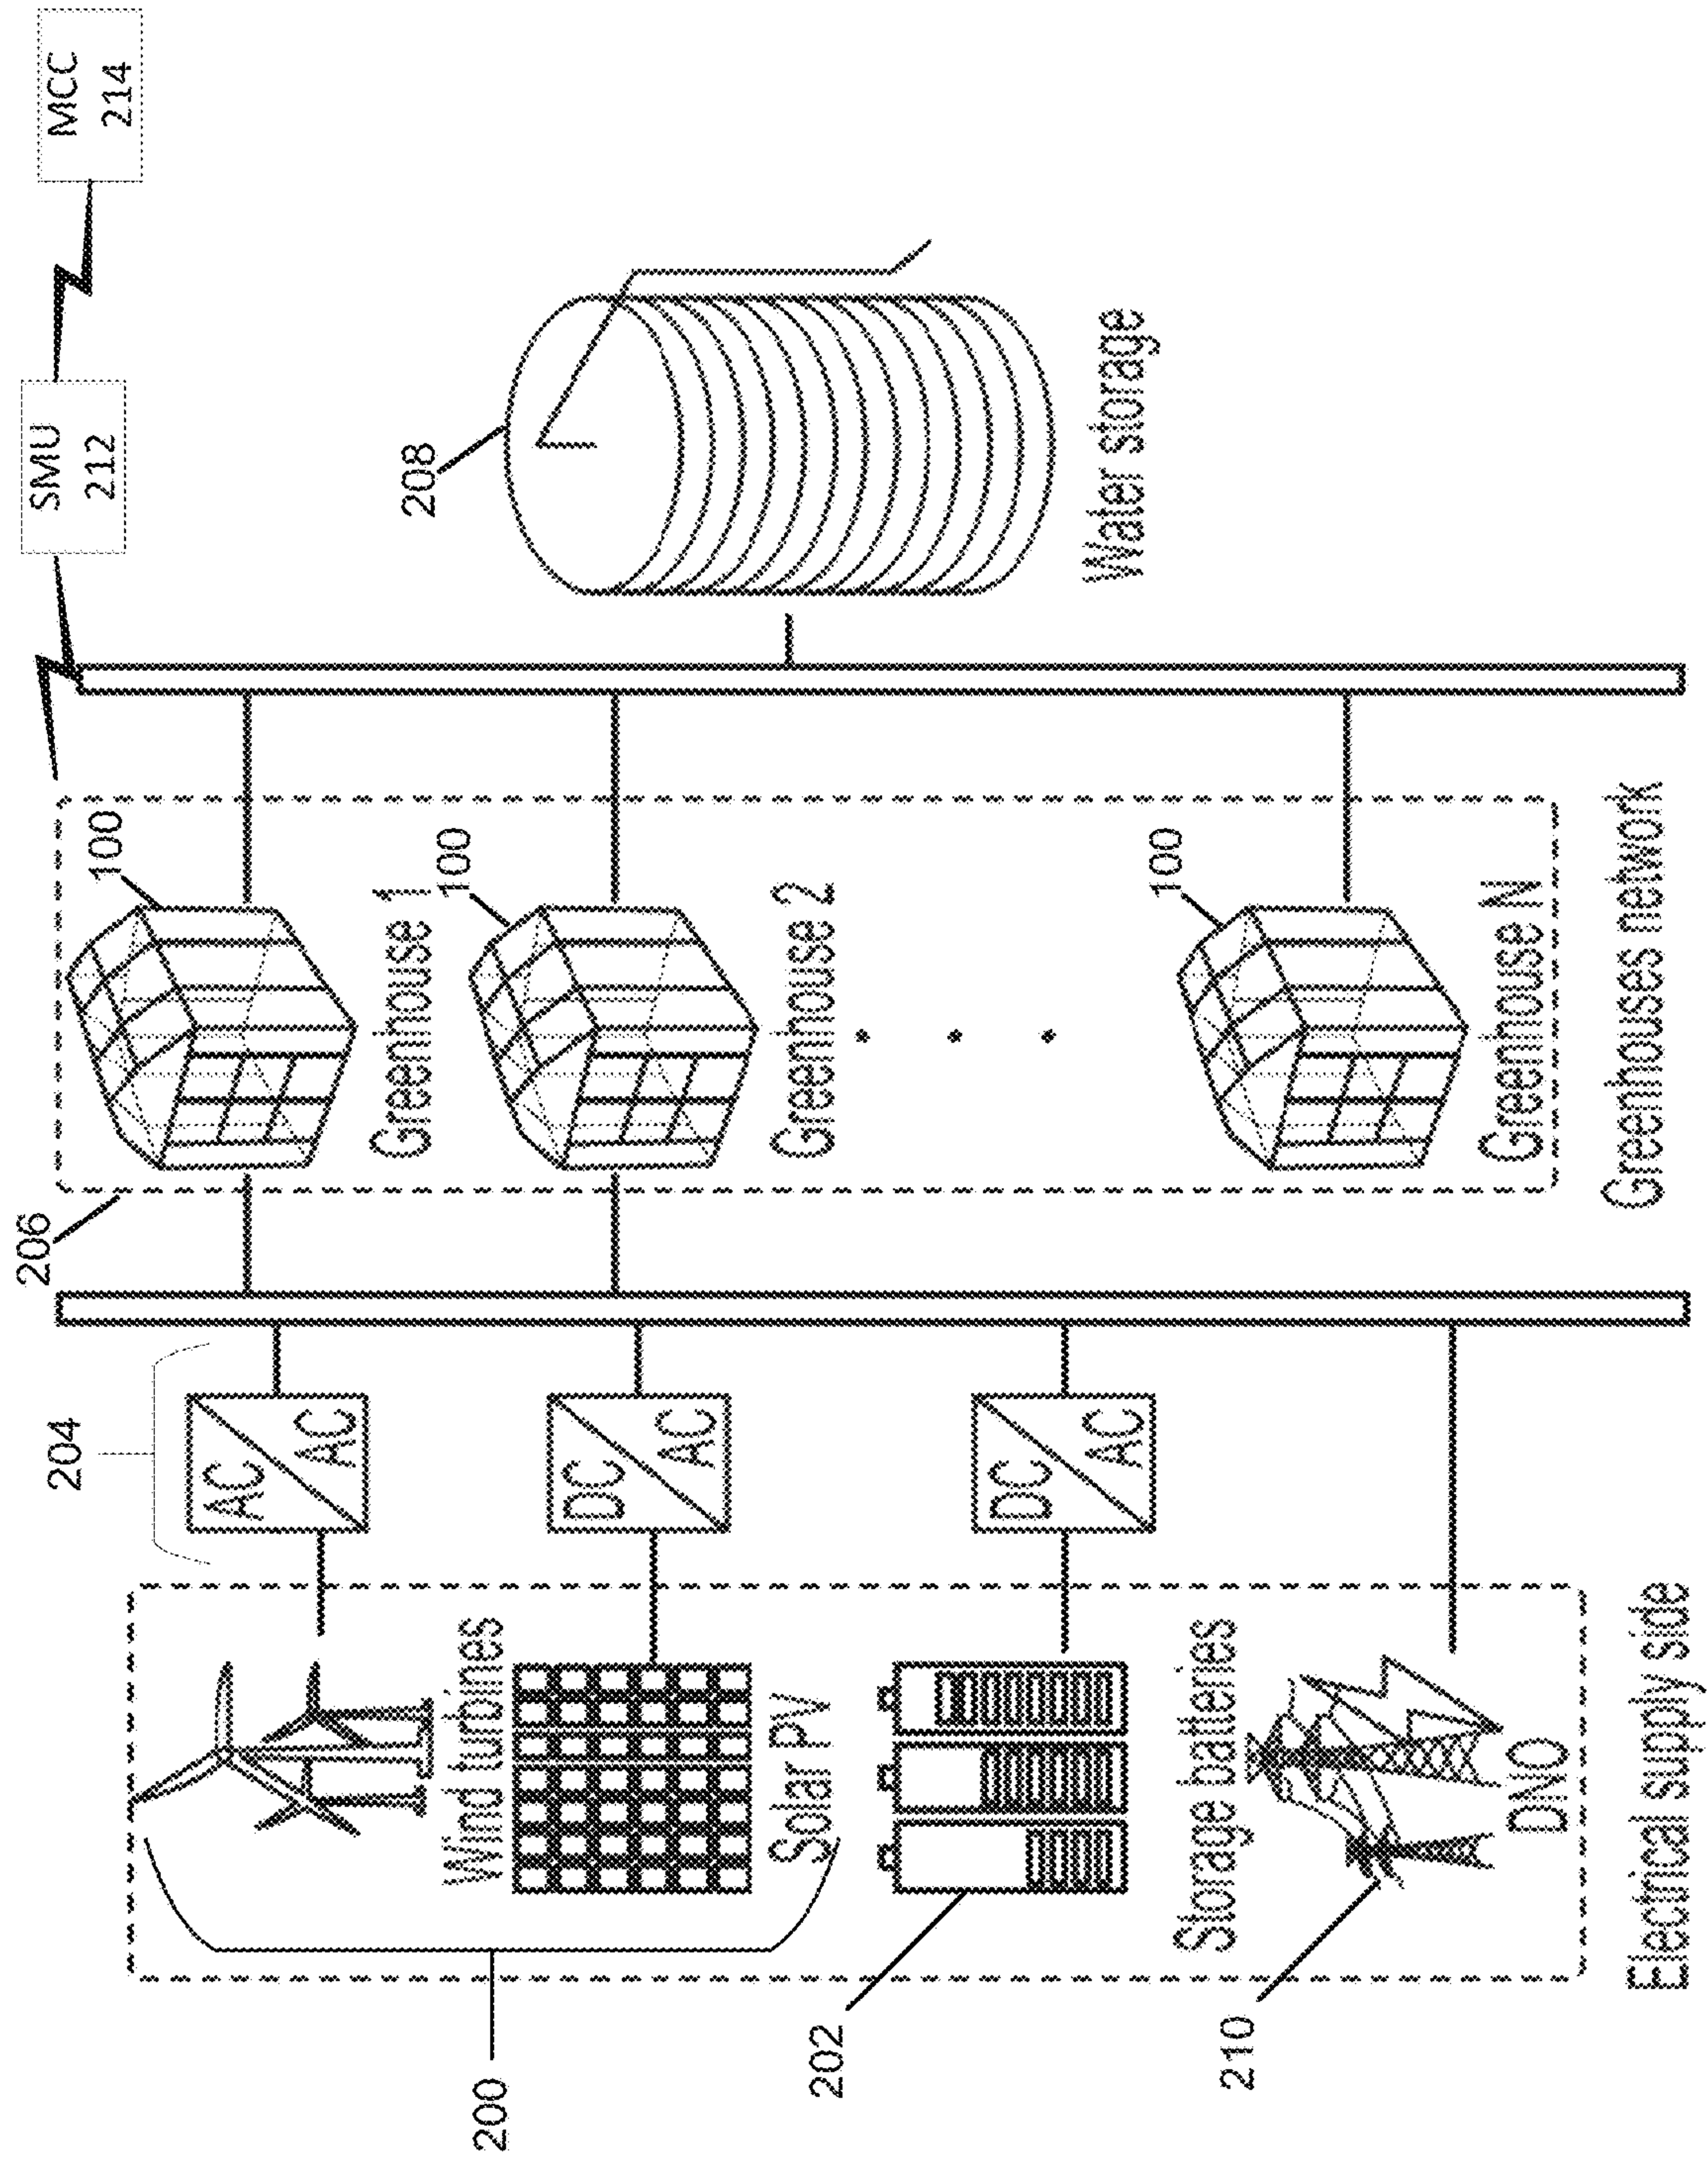 MCC
214
SMU
212
208
Water storage
100
Greenhouse 1
100
Greenhouse 2
100
Greenhouse N
Greenhouses network
206
204
AC
AC
DC
AC
DC
AC
Wind turbines
Solar PV
Storage batteries
DNO
Electrical supply side
200
202
210